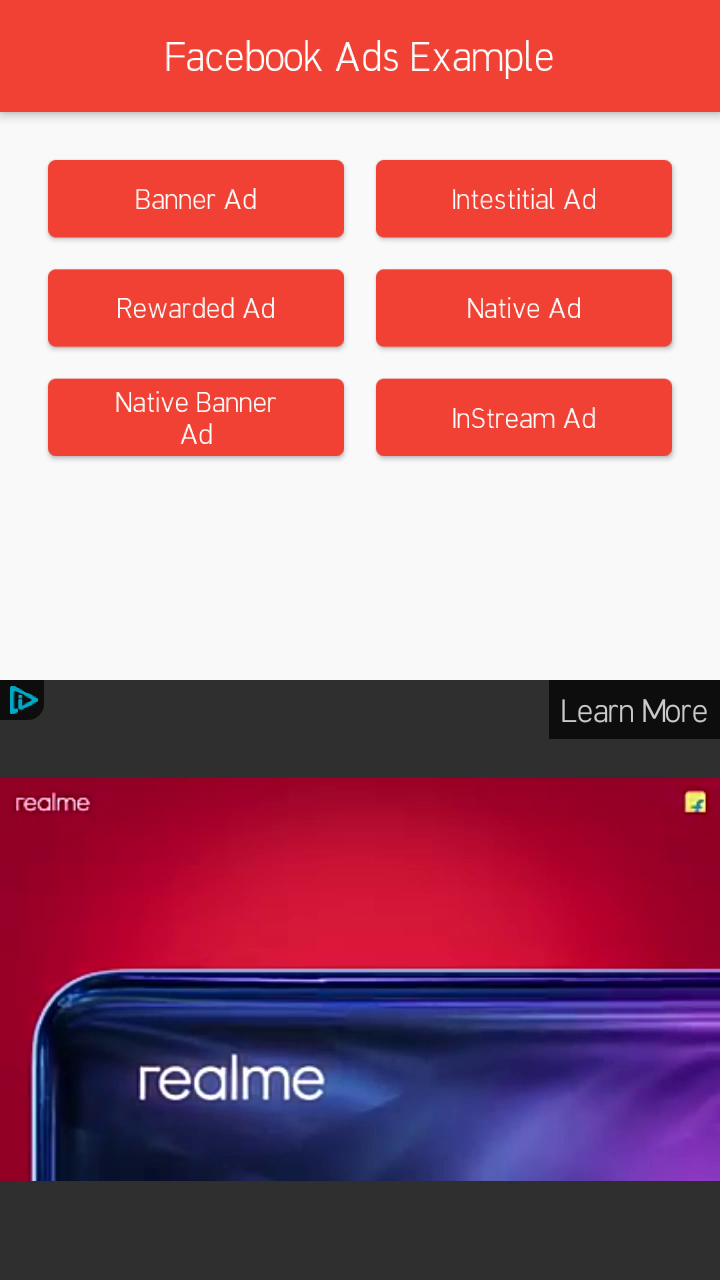 Facebook Ads Example
Banner Ad
Intestitial Ad
Rewarded Ad
Native Ad
Native Banner
Ad
InStream Ad
Learn More
realme
realme